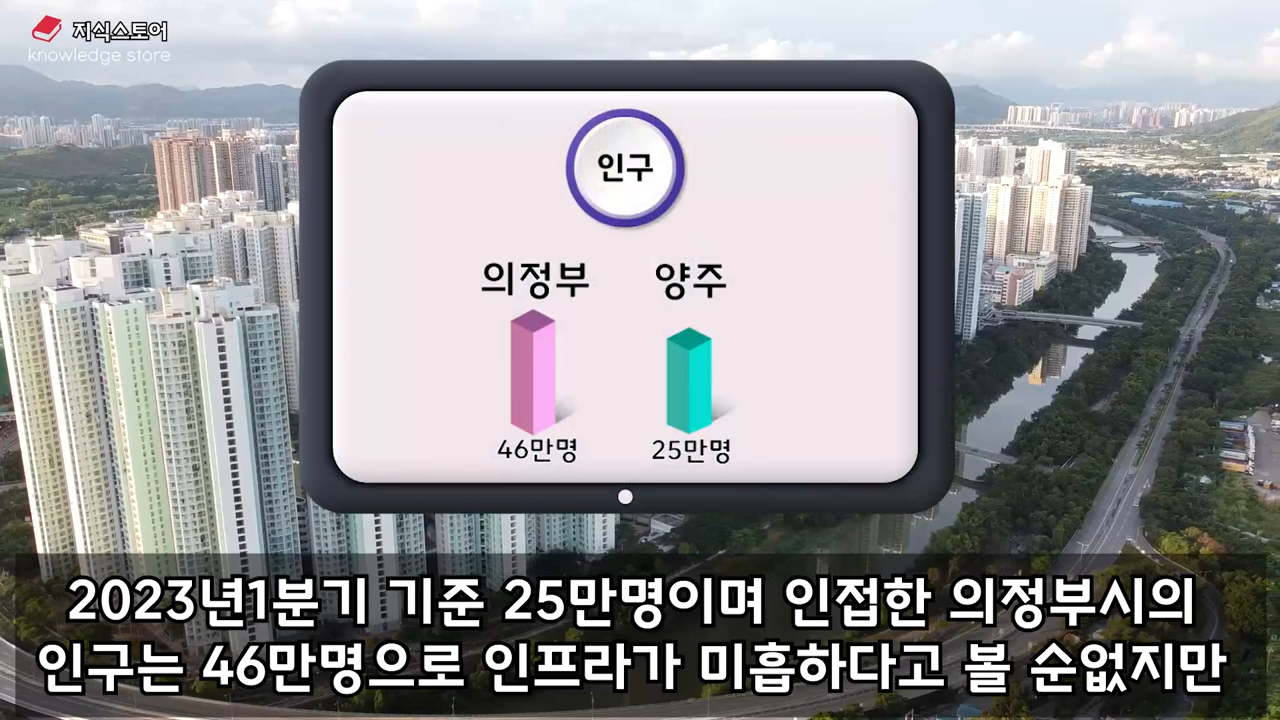 지식스토어
knowledge store
인구
의정부 양주
46만명 25만명
2023년1분기 기준 25만명이며 인접한 의정부시의
인구는 46만명으로 인프라가 미흡하다고 볼 순없지만